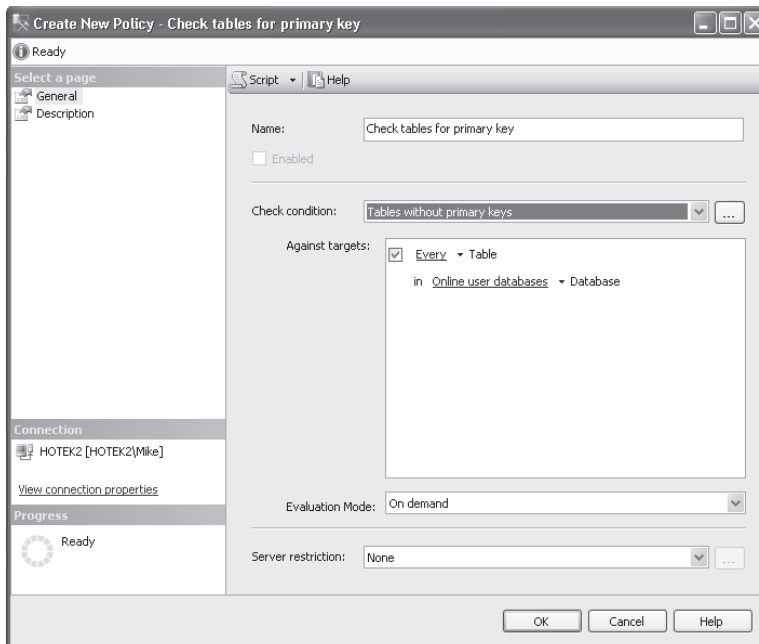 Create New Policy - Check tables for primary key
Ready
Select a page
General
Description
Script
Help
Name:
Check tables for primary key
Enabled
Check condition:
Tables without primary keys
...
Against targets:
Every Table
in Online user databases Database
Connection
HOTEK2 [HOTEK2\Mike]
View connection properties
Progress
Ready
Evaluation Mode:
On demand
Server restriction:
None
...
OK
Cancel
Help